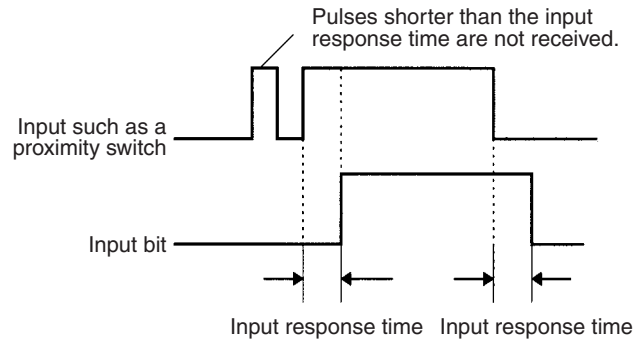 Pulses shorter than the input
response time are not received.
Input such as a
proximity switch
Input bit
Input response time
Input response time